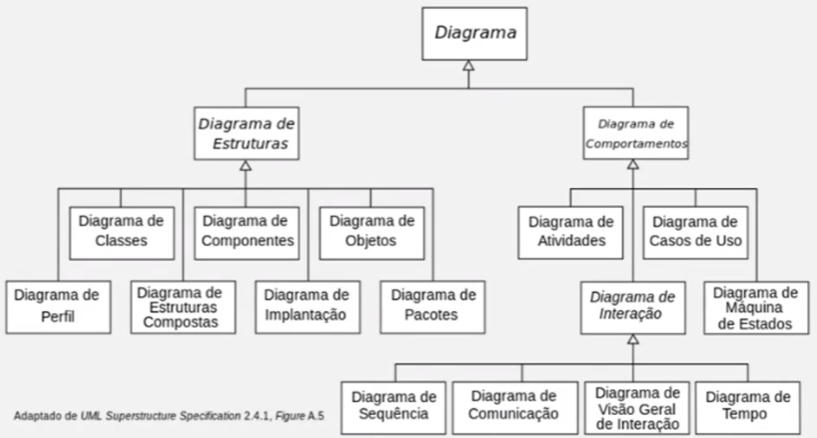 Diagrama
Diagrama de
Estruturas
Diagrama de
Comportamentos
Diagrama de
Classes
Diagrama de
Componentes
Diagrama de
Objetos
Diagrama de
Atividades
Diagrama de
Casos de Uso
Diagrama de
Perfil
Diagrama de
Estruturas
Compostas
Diagrama de
Implantação
Diagrama de
Pacotes
Diagrama de
Interação
Diagrama de
Máquina
de Estados
Diagrama de
Sequência
Diagrama de
Comunicação
Diagrama de
Visão Geral
de Interação
Diagrama de
Tempo
Adaptado de UML Superstructure Specification 2.4.1, Figure A.5